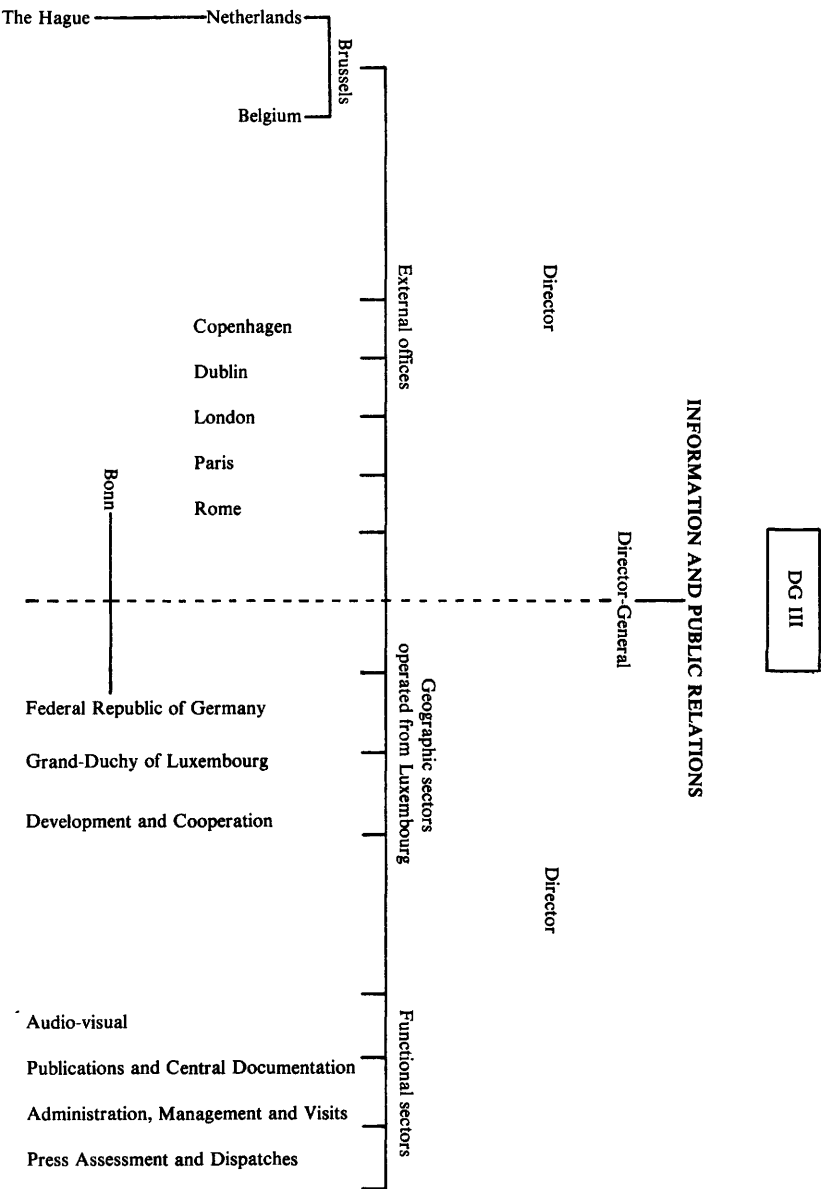 DG III
INFORMATION AND PUBLIC RELATIONS
Director-General
Director
Director
External offices
Brussels
The Hague
Netherlands
Belgium
Copenhagen
Dublin
London
Paris
Rome
Bonn
Geographic sectors
operated from Luxembourg
Federal Republic of Germany
Grand-Duchy of Luxembourg
Development and Cooperation
Functional sectors
Audio-visual
Publications and Central Documentation
Administration, Management and Visits
Press Assessment and Dispatches